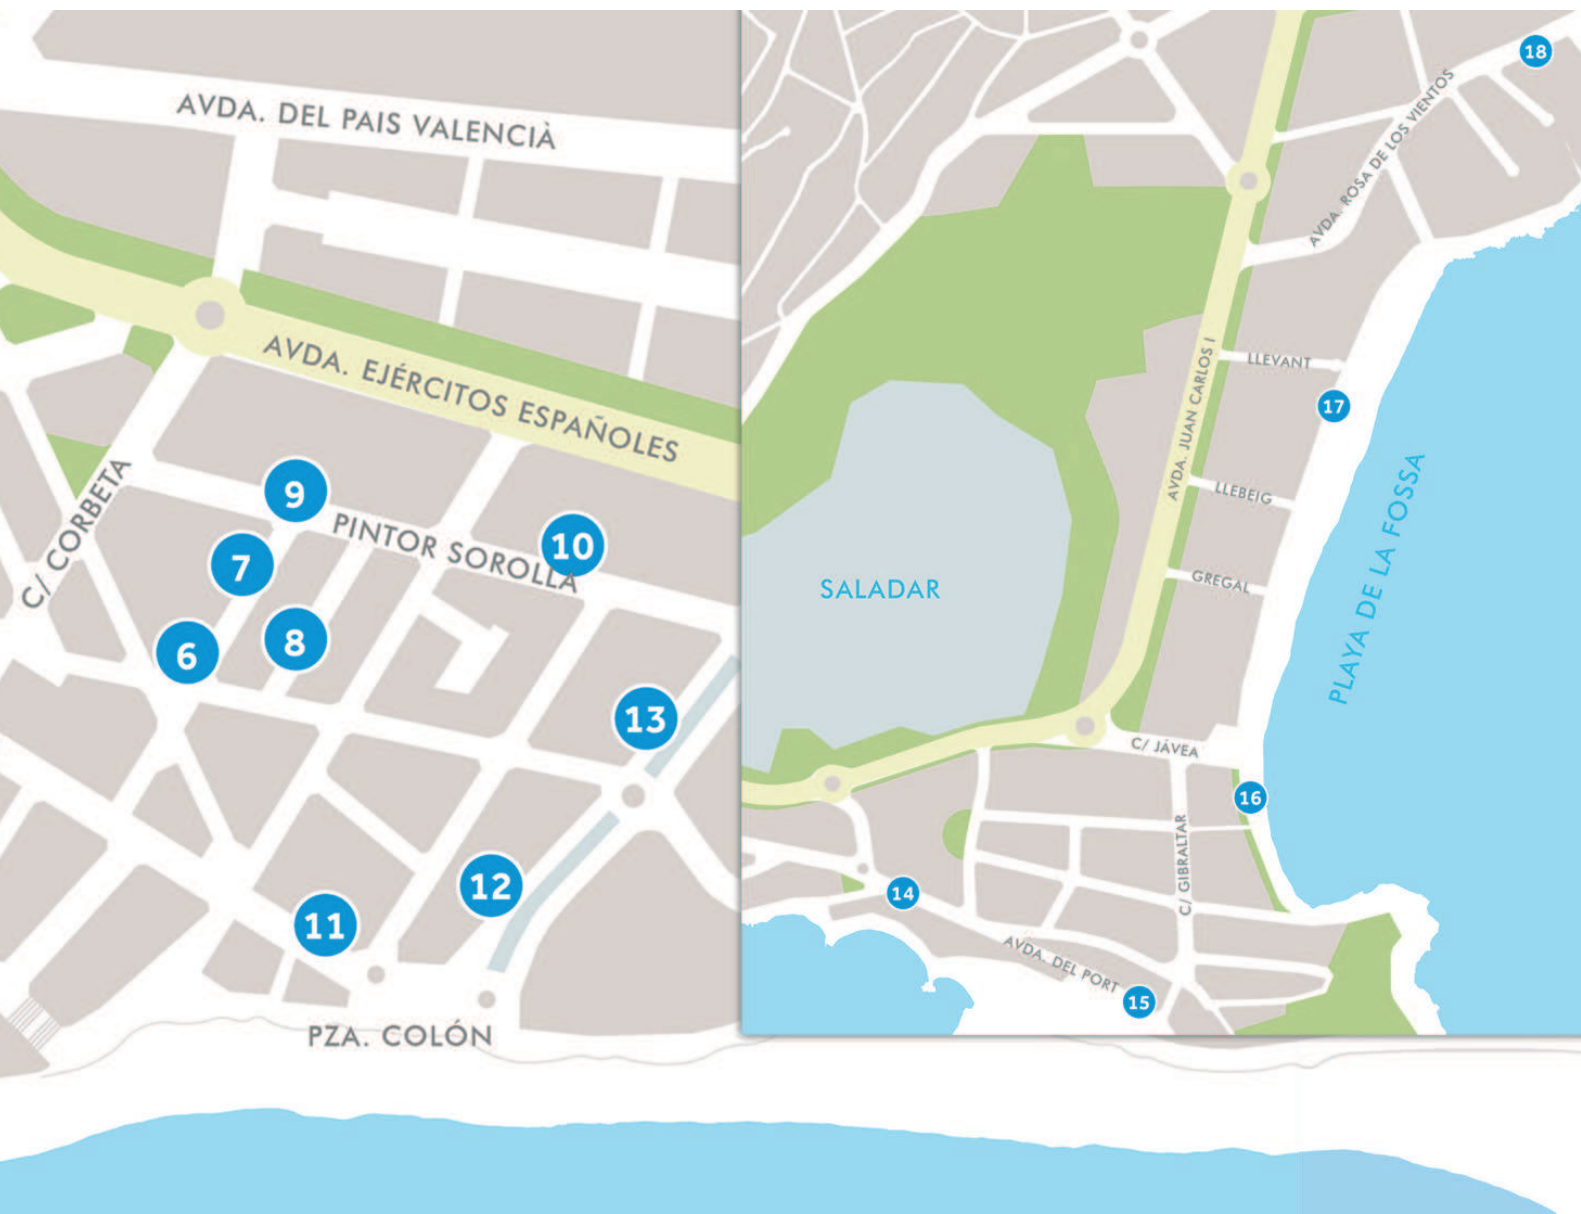 AVDA. DEL PAIS VALENCIÀ
AVDA. EJÉRCITOS ESPAÑOLES
C/ CORBETA
9
PINTOR SOROLLA
10
7
8
6
13
12
11
PZA. COLÓN
18
AVDA. ROSA DE LOS VIENTOS
AVDA. JUAN CARLOS I
LLEVANT
17
LLEBEIG
PLAYA DE LA FOSSA
GREGAL
SALADAR
C/ JÁVEA
16
C/ GIBRALTAR
14
AVDA. DEL PORT
15